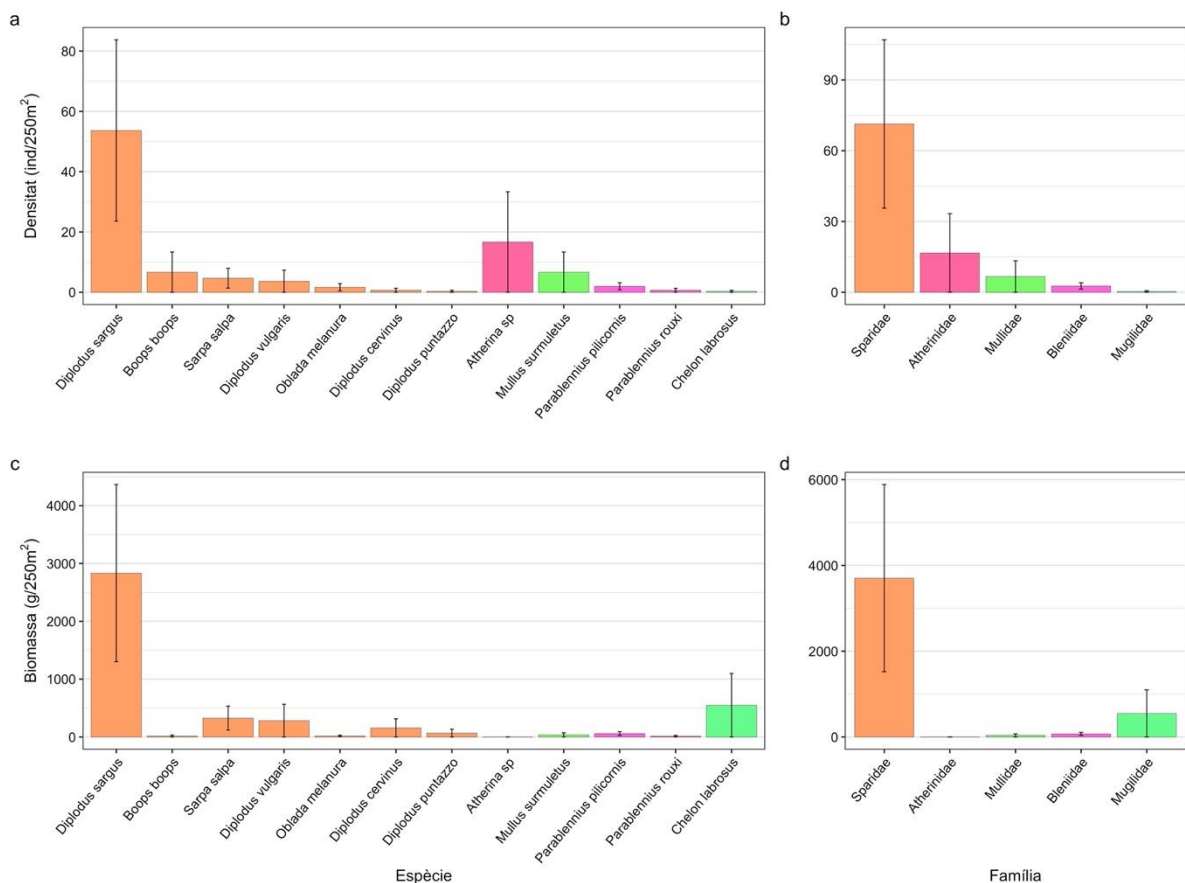 a
Densitat (ind/250m²)
80
60
40
20
0
Diplodus sargus
Boops boops
Sarpa salpa
Diplodus vulgaris
Oblada melanura
Diplodus cervinus
Diplodus puntazzo
Atherina sp
Mullus surmuletus
Parablennius pilicornis
Parablennius rouxi
Chelon labrosus
b
90
60
30
0
Sparidae
Atherinidae
Mullidae
Bleniidae
Mugilidae
c
Biomassa (g/250m²)
4000
3000
2000
1000
0
Diplodus sargus
Boops boops
Sarpa salpa
Diplodus vulgaris
Oblada melanura
Diplodus cervinus
Diplodus puntazzo
Atherina sp
Mullus surmuletus
Parablennius pilicornis
Parablennius rouxi
Chelon labrosus
Espècie
d
6000
4000
2000
0
Sparidae
Atherinidae
Mullidae
Bleniidae
Mugilidae
Família